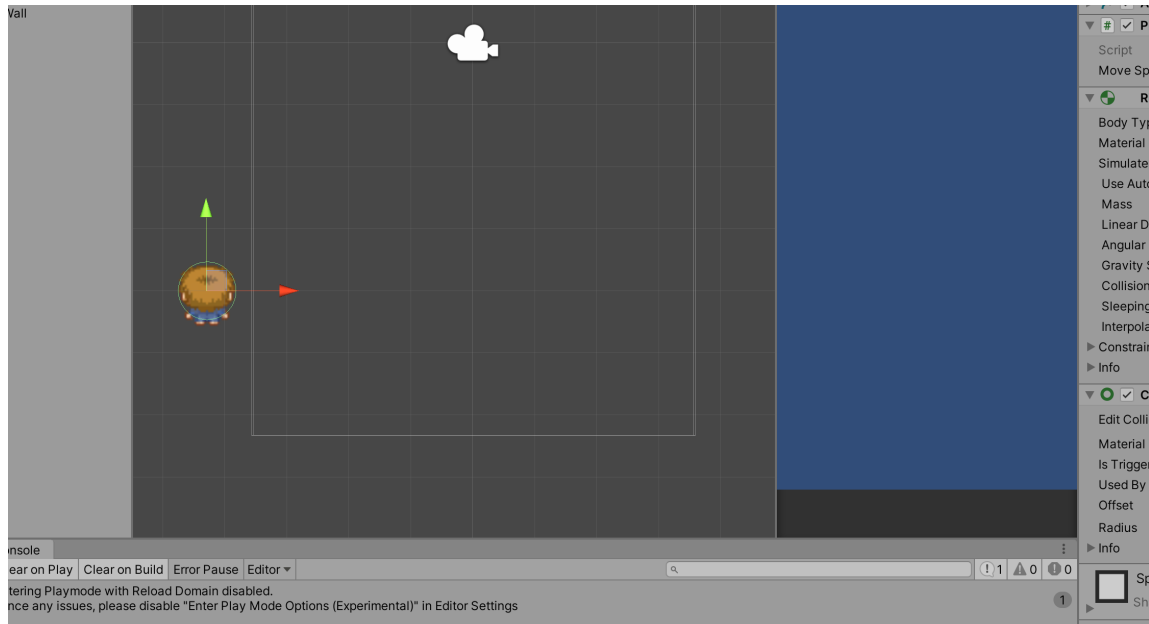 Wall
Script
Move Sp
Body Typ
Material
Simulate
Use Auto
Mass
Linear D
Angular
Gravity S
Collision
Sleeping
Interpola
Constrain
Info
C
Edit Colli
Material
Is Trigger
Used By
Offset
Radius
Info
Sp
Sh
onsole
ear on Play Clear on Build Error Pause Editor
1 0 0
tering Playmode with Reload Domain disabled.
nce any issues, please disable "Enter Play Mode Options (Experimental)" in Editor Settings
1